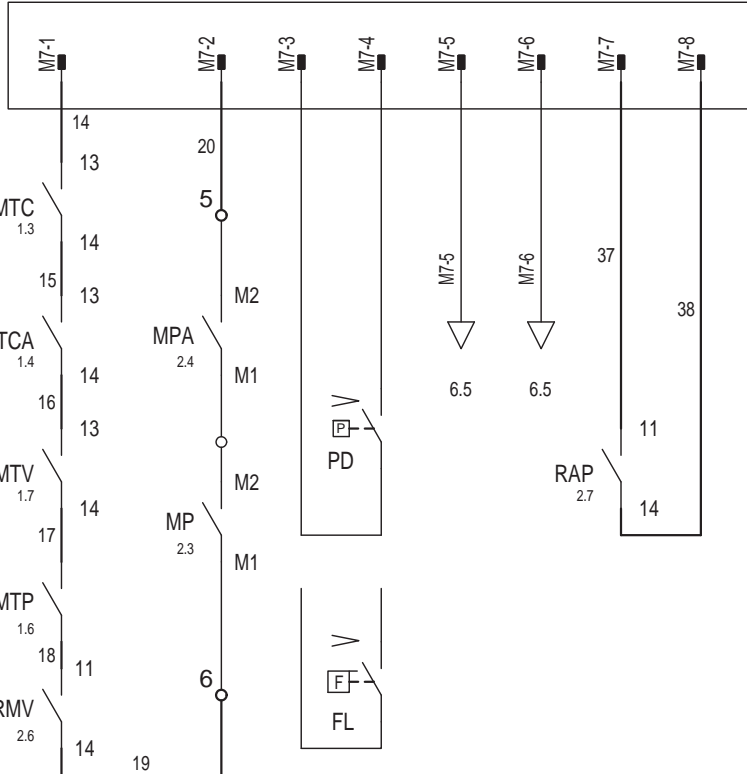 M7-1 M7-2 M7-3 M7-4 M7-5 M7-6 M7-7 M7-8
14
20
13
5
MTC
1.3
14
M7-5 M7-6
37
15
13
M2
38
TCA
1.4
MPA
2.4
14
M1
6.5 6.5
16
13
P
11
PD
MTV
1.7
M2
RAP
2.7
14
14
17
MP
2.3
M1
MTP
1.6
18
11
6
F
RMV
2.6
FL
14
19